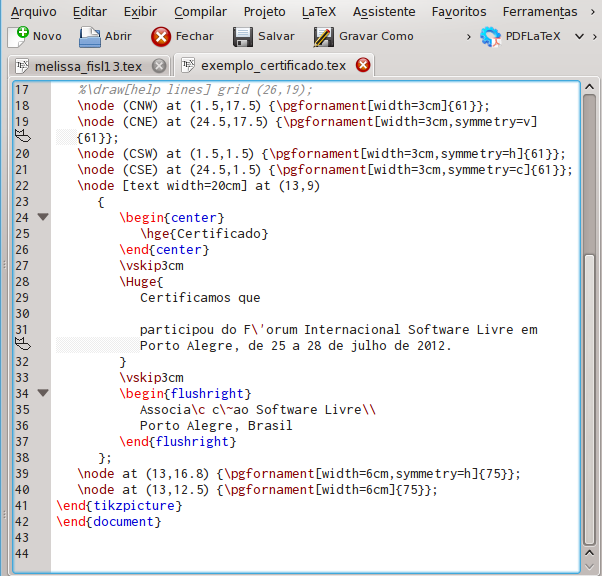 Arquivo Editar Exibir Compilar Projeto LaTeX Assistente Favoritos Ferramentas
Novo Abrir Fechar Salvar Gravar Como PDFLaTeX
melissa_fisl13.tex exemplo_certificado.tex
17 %\draw[help lines] grid (26,19);
18 \node (CNW) at (1.5,17.5) {\pgfornament[width=3cm]{61}};
19 \node (CNE) at (24.5,17.5) {\pgfornament[width=3cm,symmetry=v]
{61}};
20 \node (CSW) at (1.5,1.5) {\pgfornament[width=3cm,symmetry=h]{61}};
21 \node (CSE) at (24.5,1.5) {\pgfornament[width=3cm,symmetry=c]{61}};
22 \node [text width=20cm] at (13,9)
23 {
24 \begin{center}
25 \hge{Certificado}
26 \end{center}
27 \vskip3cm
28 \Huge{
29 Certificamos que
30
31 participou do F\'orum Internacional Software Livre em
Porto Alegre, de 25 a 28 de julho de 2012.
32 }
33 \vskip3cm
34 \begin{flushright}
35 Associa\c c\~ao Software Livre\\
36 Porto Alegre, Brasil
37 \end{flushright}
38 };
39 \node at (13,16.8) {\pgfornament[width=6cm,symmetry=h]{75}};
40 \node at (13,12.5) {\pgfornament[width=6cm]{75}};
41 \end{tikzpicture}
42 \end{document}
43
44